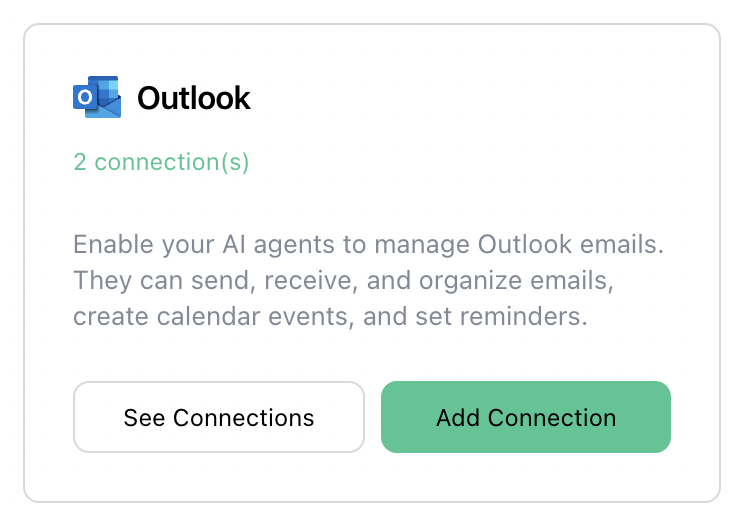 Outlook
2 connection(s)
Enable your AI agents to manage Outlook emails.
They can send, receive, and organize emails,
create calendar events, and set reminders.
See Connections
Add Connection